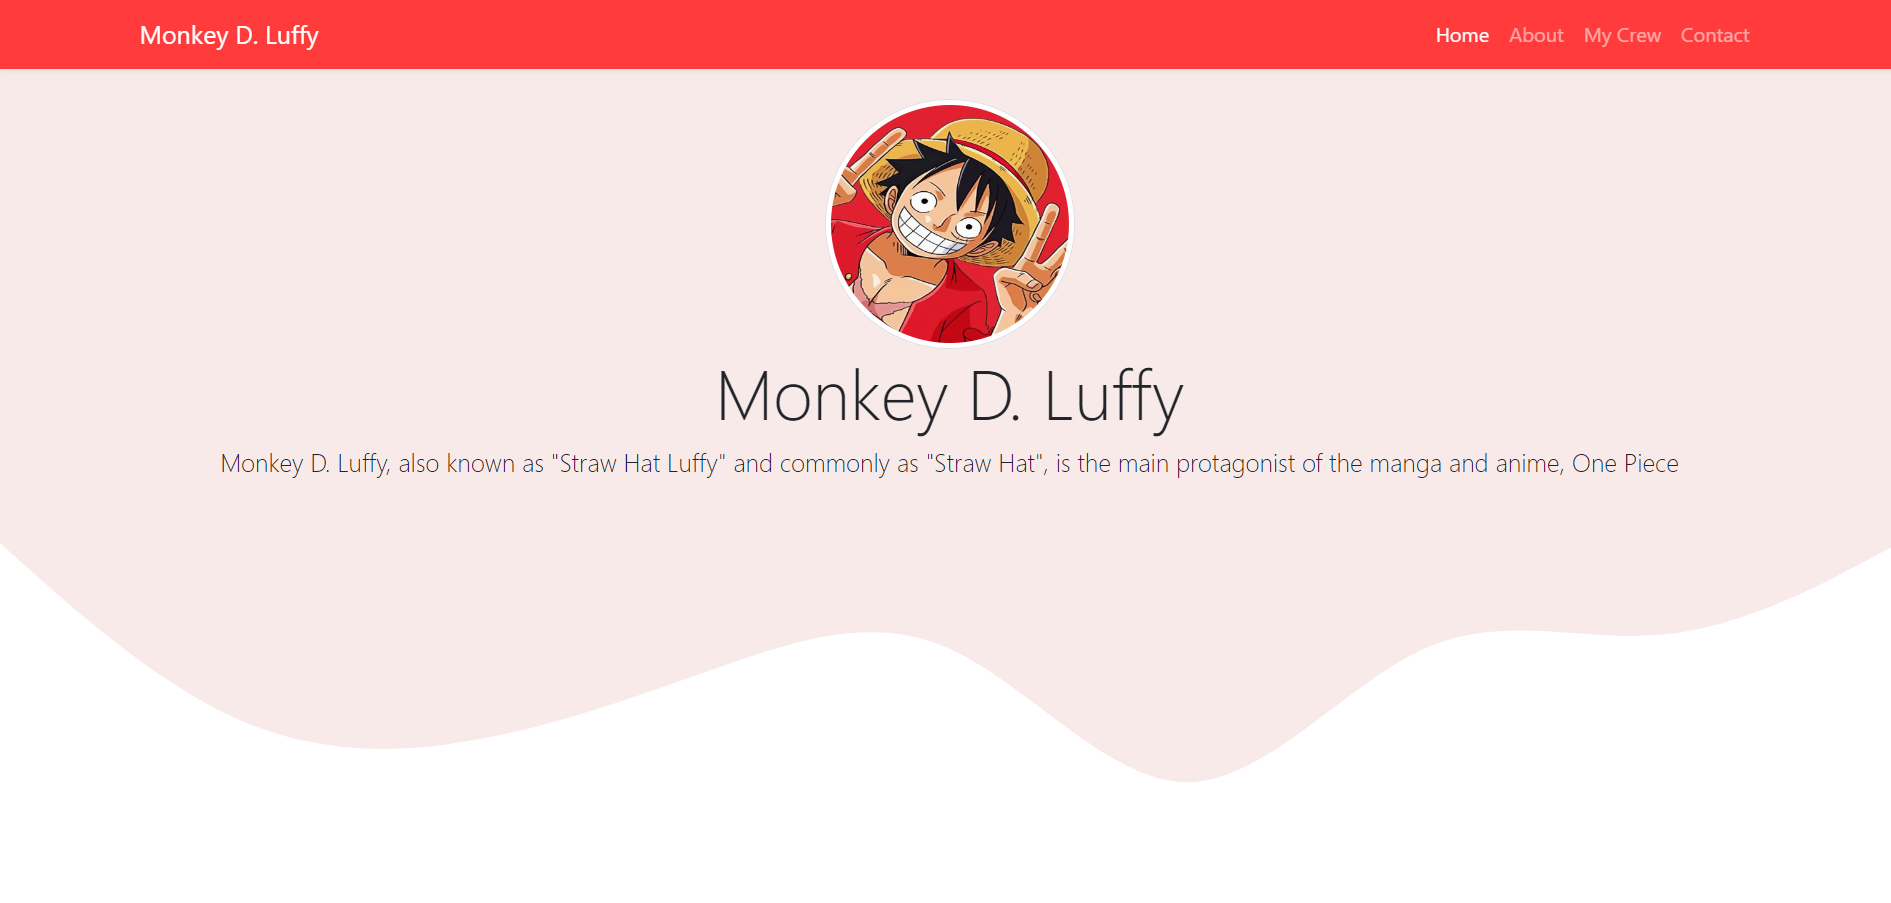 Monkey D. Luffy
Home About My Crew Contact
Monkey D. Luffy
Monkey D. Luffy, also known as "Straw Hat Luffy" and commonly as "Straw Hat", is the main protagonist of the manga and anime, One Piece